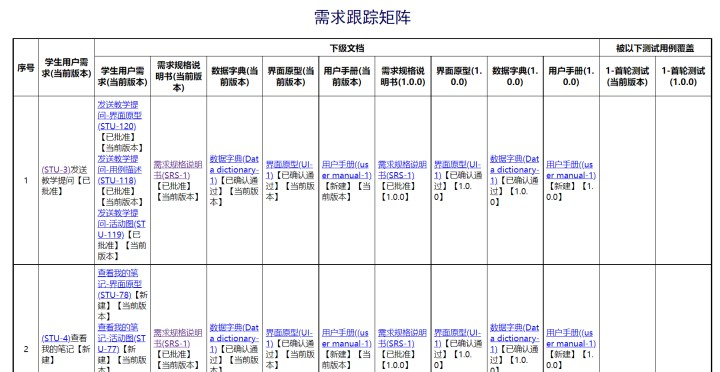 需求跟踪矩阵
序号
学生用户需
求(当前版本)
下级文档
被以下测试用例覆盖
学生用户需
求(当前版本)
需求规格说
明书(当前版
本)
数据字典(当
前版本)
界面原型(当
前版本)
用户手册(当
前版本)
需求规格说
明书(1.0.0)
界面原型(1.
0.0)
数据字典(1.
0.0)
用户手册(1.
0.0)
1-首轮测试
(当前版本)
1-首轮测试
(1.0.0)
1
(STU-3)发送
教学提问【已
批准】
发送教学提
问-界面原型
(STU-120)
【已批准】
【当前版本】
发送教学提
问-用例描述
(STU-118)
【已批准】
【当前版本】
发送教学提
问-活动图(ST
U-119)【已
批准】【当前
版本】
需求规格说明
书(SRS-1)
【已批准】
【当前版本】
数据字典(Dat
a dictionary-
1)【已确认通
过】【当前版
本】
界面原型(UI-
1)【已确认通
过】【当前版
本】
用户手册((us
er manual-1)
【新建】【当
前版本】
需求规格说明
书(SRS-1)
【已批准】
【1.0.0】
界面原型(UI-
1)【已确认通
过】【1.0.
0】
数据字典(Dat
a dictionary-
1)【已确认通
过】【1.0.
0】
用户手册((us
er manual-1)
【新建】【1.
0.0】
2
(STU-4)查看
我的笔记【新
建】
查看我的笔
记-界面原型
(STU-78)【新
建】【当前版
本】
查看我的笔
记-活动图(ST
U-77)【新
建】【当前版
本】
需求规格说明
书(SRS-1)
【已批准】
【当前版本】
数据字典(Dat
a dictionary-
1)【已确认通
过】【当前版
本】
界面原型(UI-
1)【已确认通
过】【当前版
本】
用户手册((us
er manual-1)
【新建】【当
前版本】
需求规格说明
书(SRS-1)
【已批准】
【1.0.0】
界面原型(UI-
1)【已确认通
过】【1.0.
0】
数据字典(Dat
a dictionary-
1)【已确认通
过】【1.0.
0】
用户手册((us
er manual-1)
【新建】【1.
0.0】